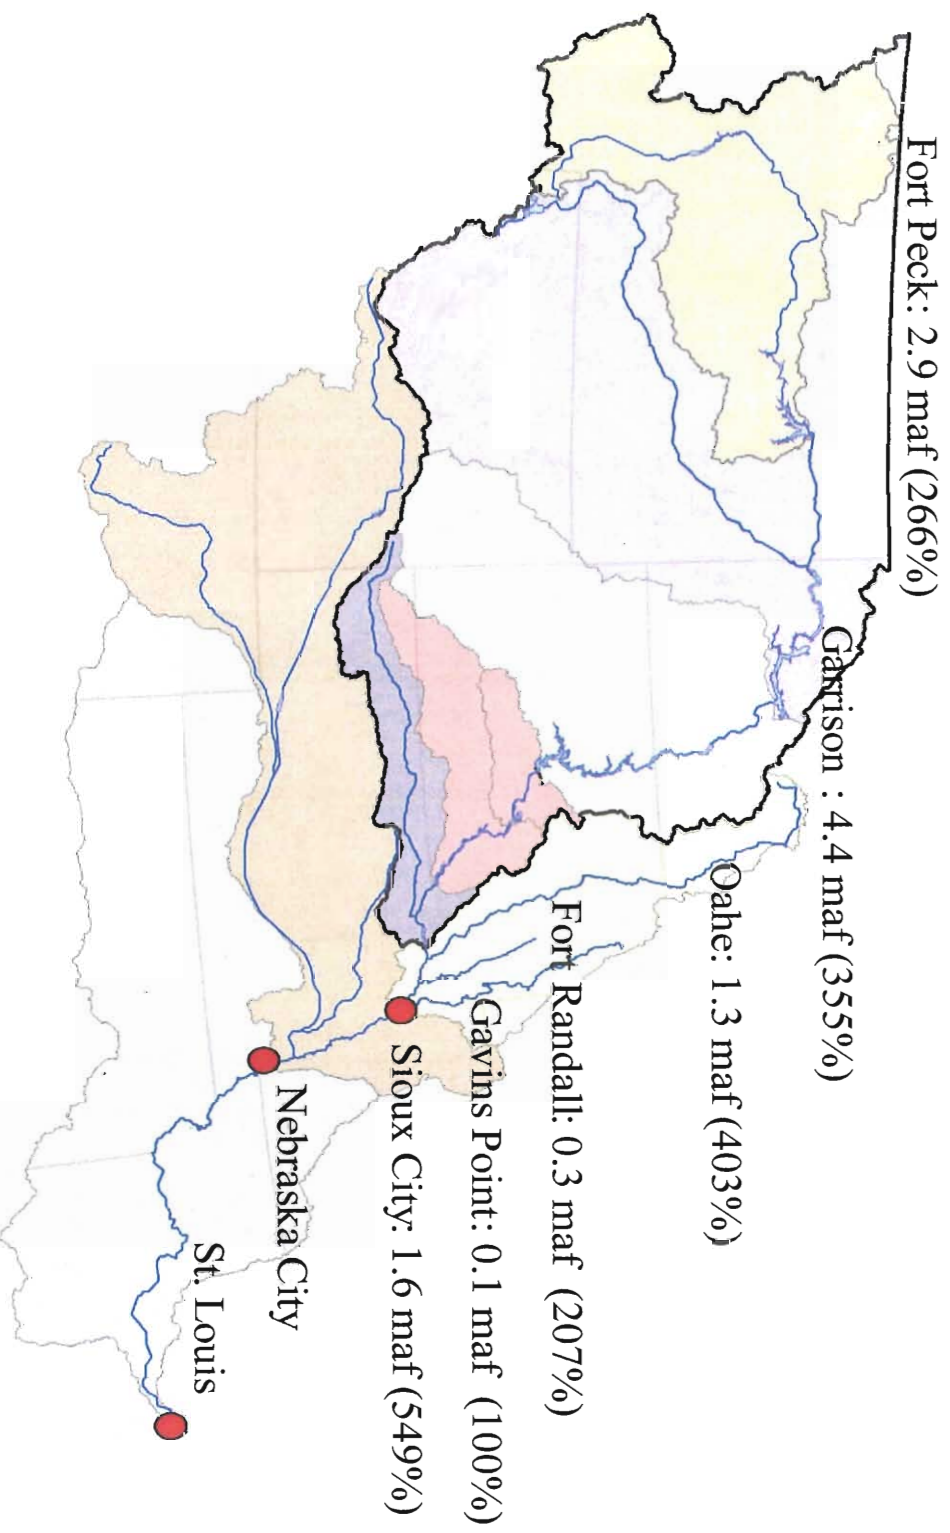 Fort Peck: 2.9 maf (266%)
Garrison : 4.4 maf (355%)
Oahe: 1.3 maf (403%)
Fort Randall: 0.3 maf (207%)
Gavins Point: 0.1 maf (100%)
Sioux City: 1.6 maf (549%)
Nebraska City
St. Louis